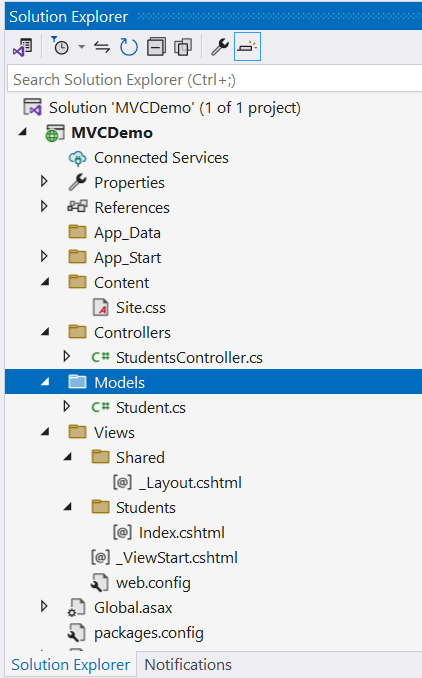 Solution Explorer
Search Solution Explorer (Ctrl+;)
Solution 'MVCDemo' (1 of 1 project)
MVCDemo
Connected Services
Properties
References
App_Data
App_Start
Content
Site.css
Controllers
C# StudentsController.cs
Models
C# Student.cs
Views
Shared
[@] _Layout.cshtml
Students
[@] Index.cshtml
[@] _ViewStart.cshtml
web.config
Global.asax
packages.config
Solution Explorer Notifications